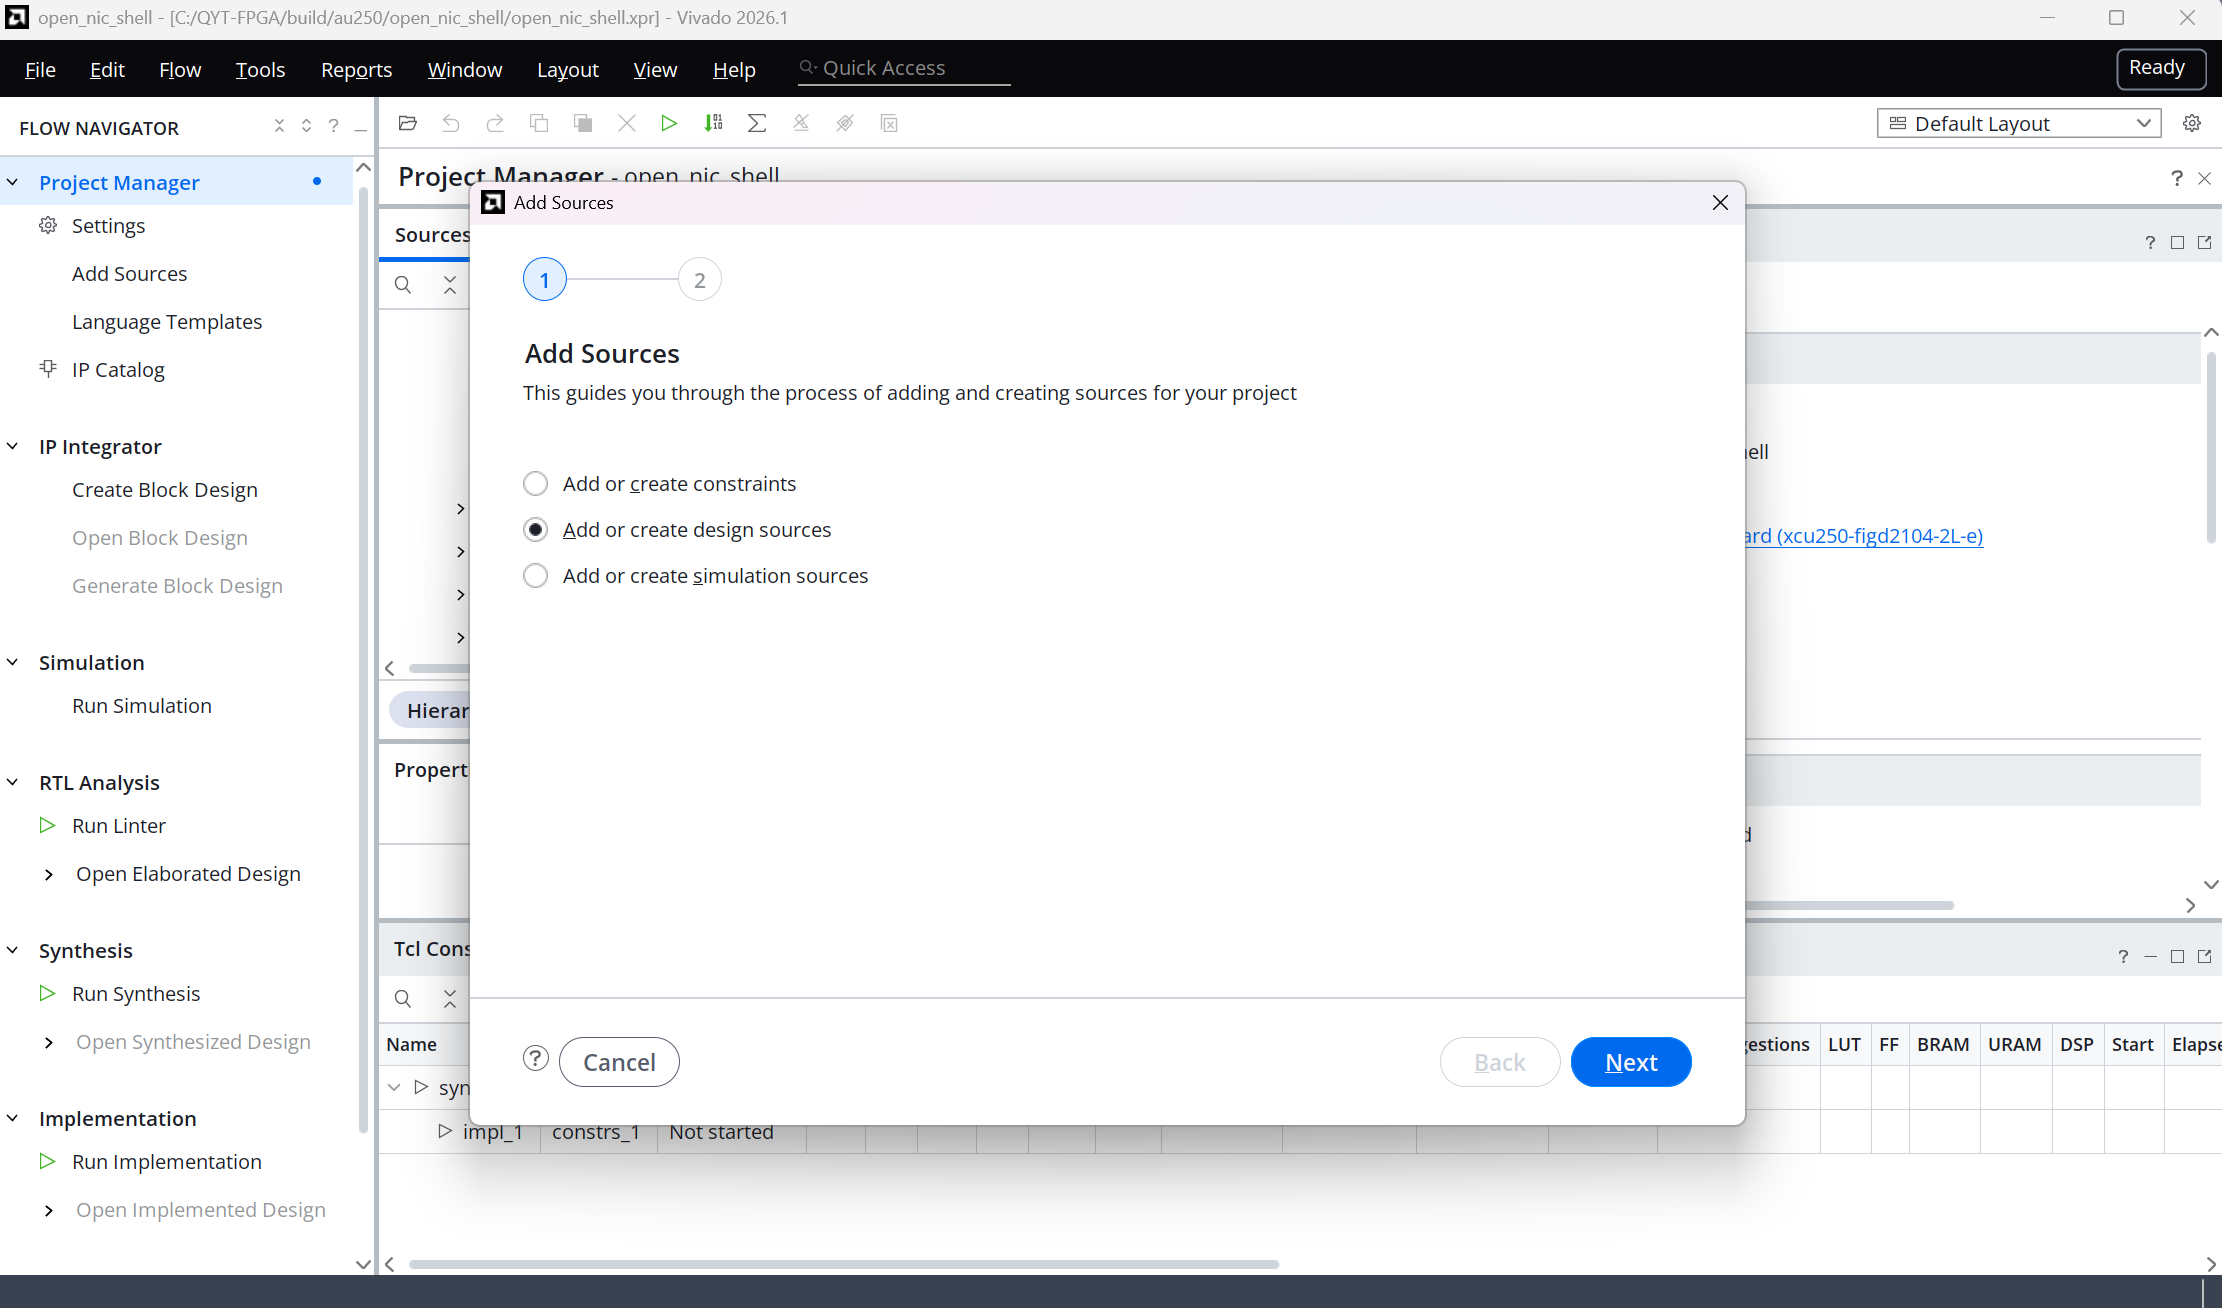 open_nic_shell - [C:/QYT-FPGA/build/au250/open_nic_shell/open_nic_shell.xpr] - Vivado 2026.1
File Edit Flow Tools Reports Window Layout View Help Quick Access Ready
FLOW NAVIGATOR ? _
Default Layout
Project Manager
Settings
Add Sources
Language Templates
IP Catalog
IP Integrator
Create Block Design
Open Block Design
Generate Block Design
Simulation
Run Simulation
RTL Analysis
Run Linter
Open Elaborated Design
Synthesis
Run Synthesis
Open Synthesized Design
Implementation
Run Implementation
Open Implemented Design
Project Manager - open_nic_shell
Sources
Hierar
Propert
Add Sources
1 2
Add Sources
This guides you through the process of adding and creating sources for your project
Add or create constraints
Add or create design sources
Add or create simulation sources
? Cancel Back Next
ell
ard (xcu250-figd2104-2L-e)
d
Tcl Cons
Name gestions LUT FF BRAM URAM DSP Start Elapse
syn
impl_1 constrs_1 Not started